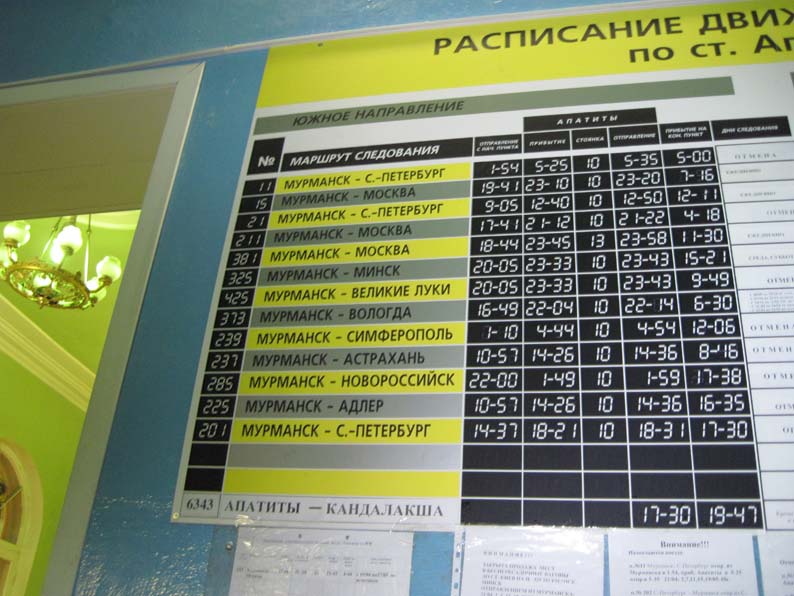 РАСПИСАНИЕ
по ст.
ЮЖНОЕ НАПРАВЛЕНИЕ
АПАТИТЫ
№ МАРШРУТ СЛЕДОВАНИЯ ОТПРАВЛЕНИЕ С НАЧ. ПУНКТА ПРИБЫТИЕ СТОЯНКА ОТПРАВЛЕНИЕ ПРИБЫТИЕ НА КОН. ПУНКТ ДНИ СЛЕДОВАНИЯ
11 МУРМАНСК - С.-ПЕТЕРБУРГ 1-54 5-25 10 5-35 5-00 ОТМЕНА
15 МУРМАНСК - МОСКВА 19-41 23-10 10 23-20 7-16 ЕЖЕДНЕВНО
21 МУРМАНСК - С.-ПЕТЕРБУРГ 9-05 12-40 10 12-50 12-11 ЕЖЕДНЕВНО
211 МУРМАНСК - МОСКВА 17-41 21-12 10 21-22 4-18
381 МУРМАНСК - МОСКВА 18-44 23-45 13 23-58 11-30 ЕЖЕДНЕВНО
325 МУРМАНСК - МИНСК 20-05 23-33 10 23-43 15-21 СРЕДА,
425 МУРМАНСК - ВЕЛИКИЕ ЛУКИ 20-05 23-33 10 23-43 9-49
373 МУРМАНСК - ВОЛОГДА 16-49 22-04 10 22-14 6-30
239 МУРМАНСК - СИМФЕРОПОЛЬ 1-10 4-44 10 4-54 12-06
237 МУРМАНСК - АСТРАХАНЬ 10-57 14-26 10 14-36 8-16
285 МУРМАНСК - НОВОРОССИЙСК 22-00 1-49 10 1-59 17-38
225 МУРМАНСК - АДЛЕР 10-57 14-26 10 14-36 16-35
201 МУРМАНСК - С.-ПЕТЕРБУРГ 14-37 18-21 10 18-31 17-30
6343 АПАТИТЫ — КАНДАЛАКША 17-30 19-47
Внимание!!!